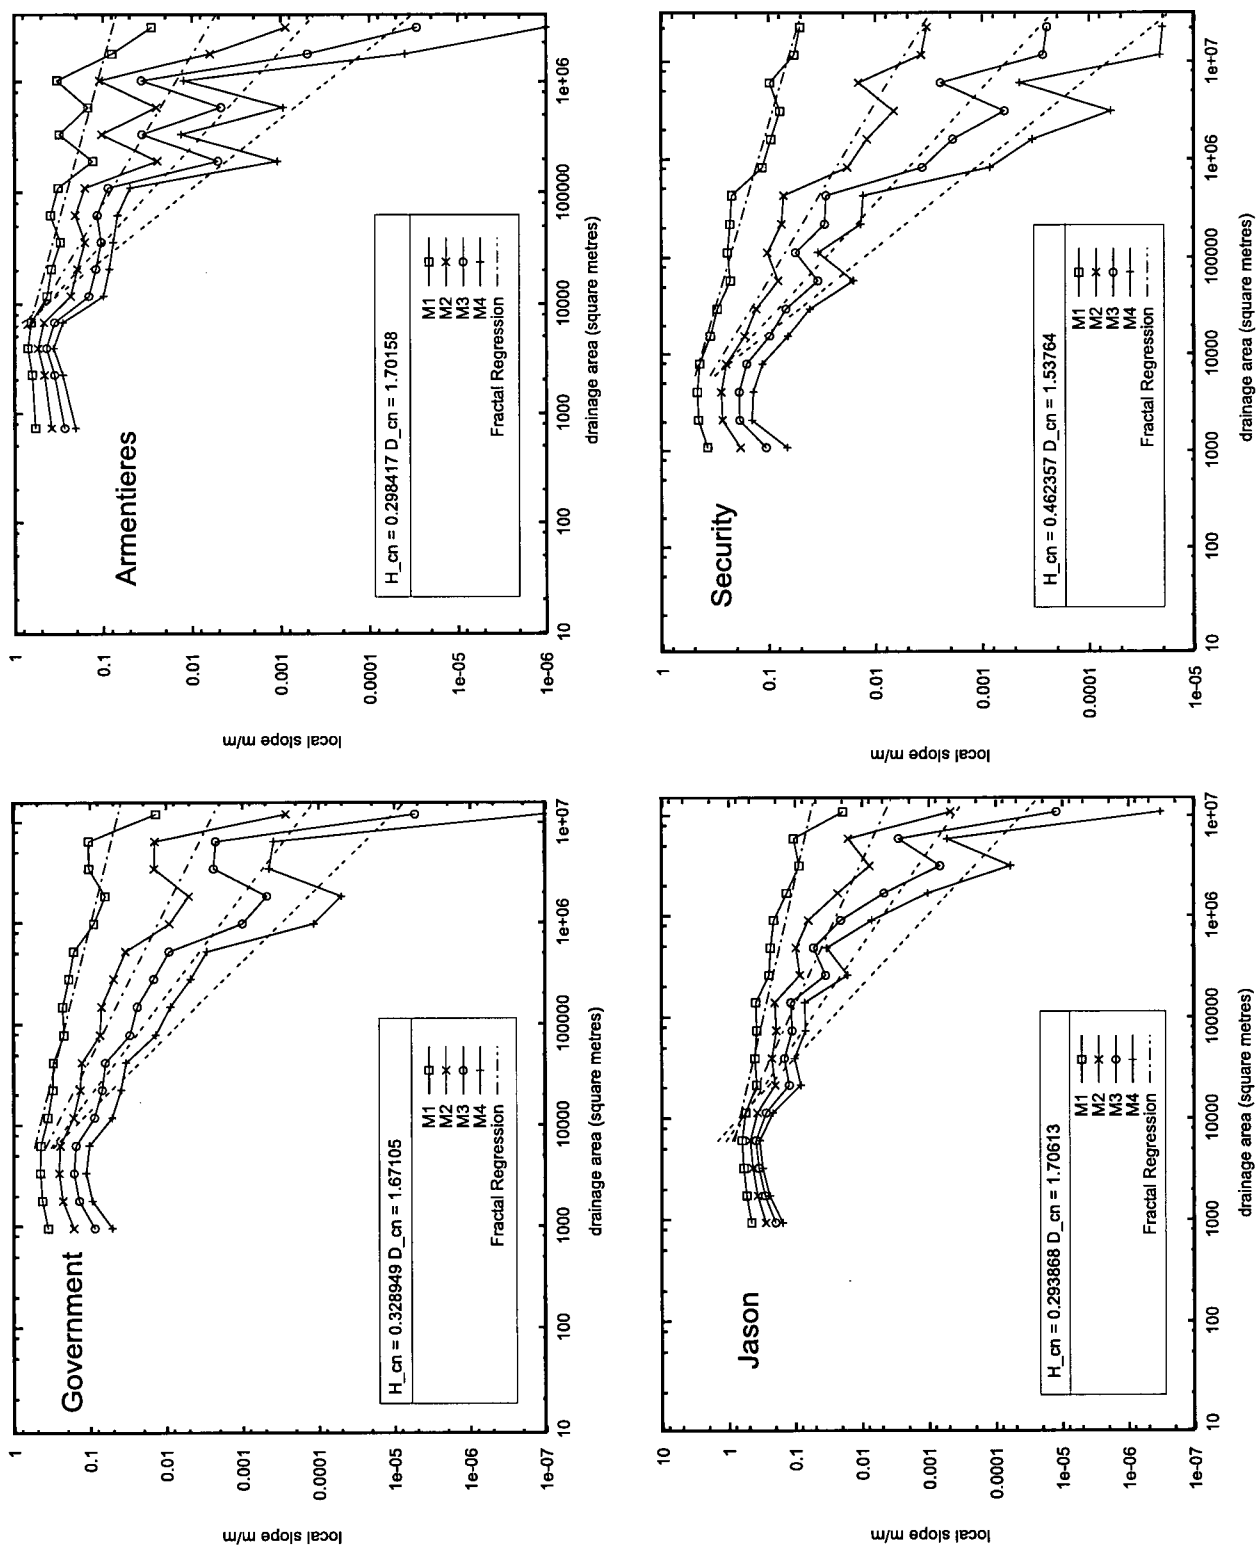 Government
H_cn = 0.328949 D_cn = 1.67105
M1
M2
M3
M4
Fractal Regression
1
0.1
0.01
0.001
0.0001
1e-05
1e-06
1e-07
local slope m/m
10
100
1000
10000
100000
1e+06
1e+07
drainage area (square metres)
Armentieres
H_cn = 0.298417 D_cn = 1.70158
M1
M2
M3
M4
Fractal Regression
1
0.1
0.01
0.001
0.0001
1e-05
1e-06
local slope m/m
10
100
1000
10000
100000
1e+06
drainage area (square metres)
Jason
H_cn = 0.293868 D_cn = 1.70613
M1
M2
M3
M4
Fractal Regression
10
1
0.1
0.01
0.001
0.0001
1e-05
1e-06
1e-07
local slope m/m
10
100
1000
10000
100000
1e+06
1e+07
drainage area (square metres)
Security
H_cn = 0.462357 D_cn = 1.53764
M1
M2
M3
M4
Fractal Regression
1
0.1
0.01
0.001
0.0001
1e-05
local slope m/m
10
100
1000
10000
100000
1e+06
1e+07
drainage area (square metres)